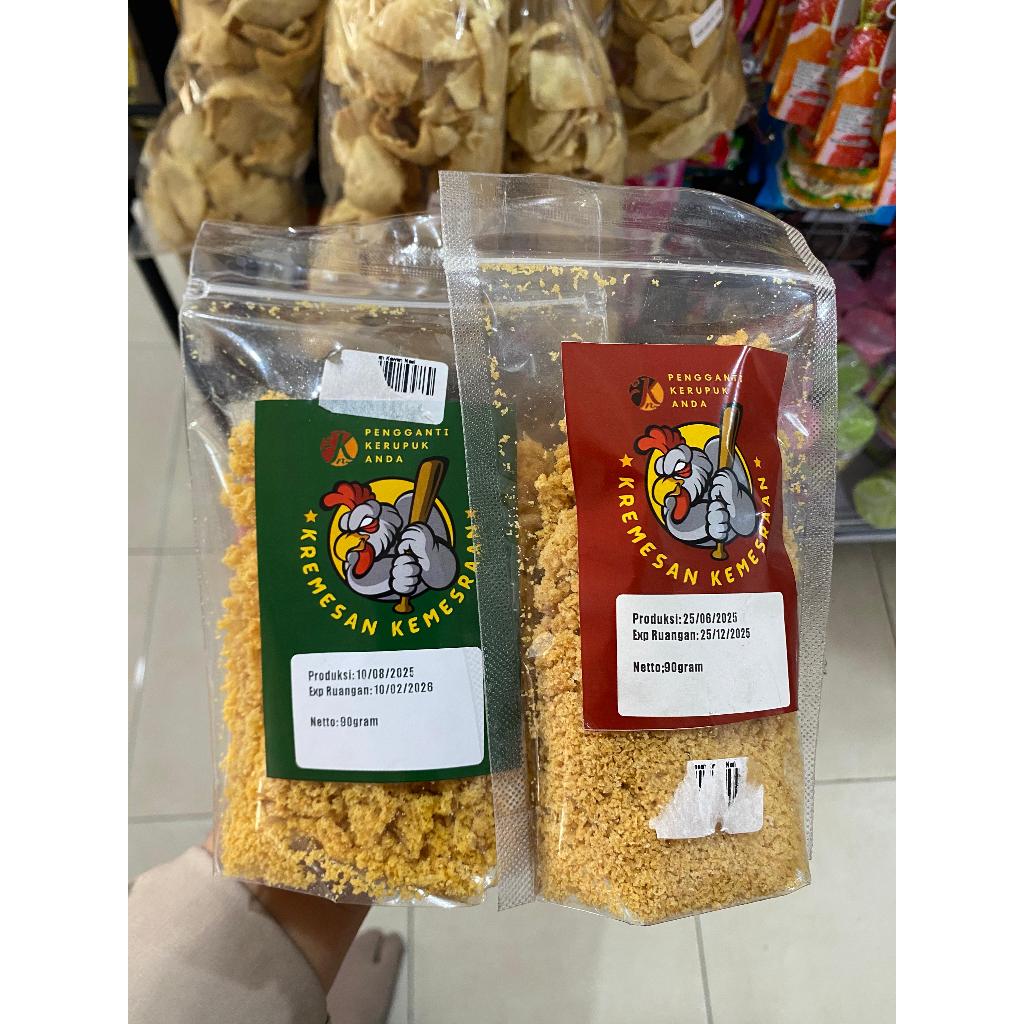 PENGGANTI
KERUPUK
ANDA
KREMESAN KEMESRAAN
Produksi: 10/08/2025
Exp Ruangan: 10/02/2026
Netto: 90gram
PENGGANTI
KERUPUK
ANDA
KREMESAN KEMESRAAN
Produksi: 25/06/2025
Exp Ruangan: 25/12/2025
Netto;90gram